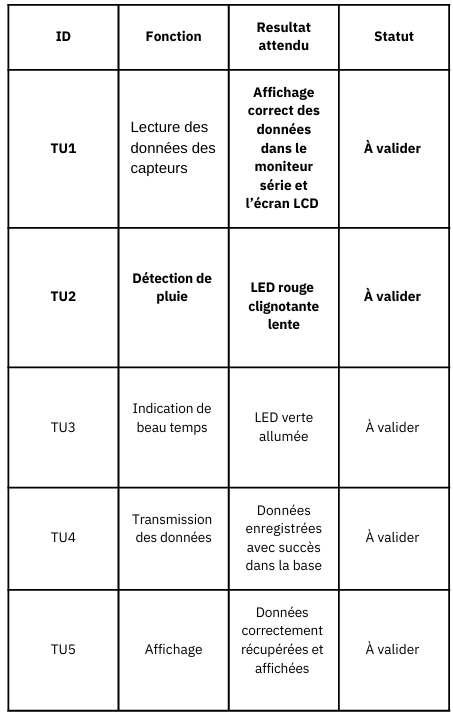 ID
Fonction
Resultat
attendu
Statut
TU1
Lecture des
données des
capteurs
Affichage
correct des
données
dans le
moniteur
série et
l'écran LCD
À valider
TU2
Détection de
pluie
LED rouge
clignotante
lente
À valider
TU3
Indication de
beau temps
LED verte
allumée
À valider
TU4
Transmission
des données
Données
enregistrées
avec succès
dans la base
À valider
TU5
Affichage
Données
correctement
récupérées et
affichées
À valider